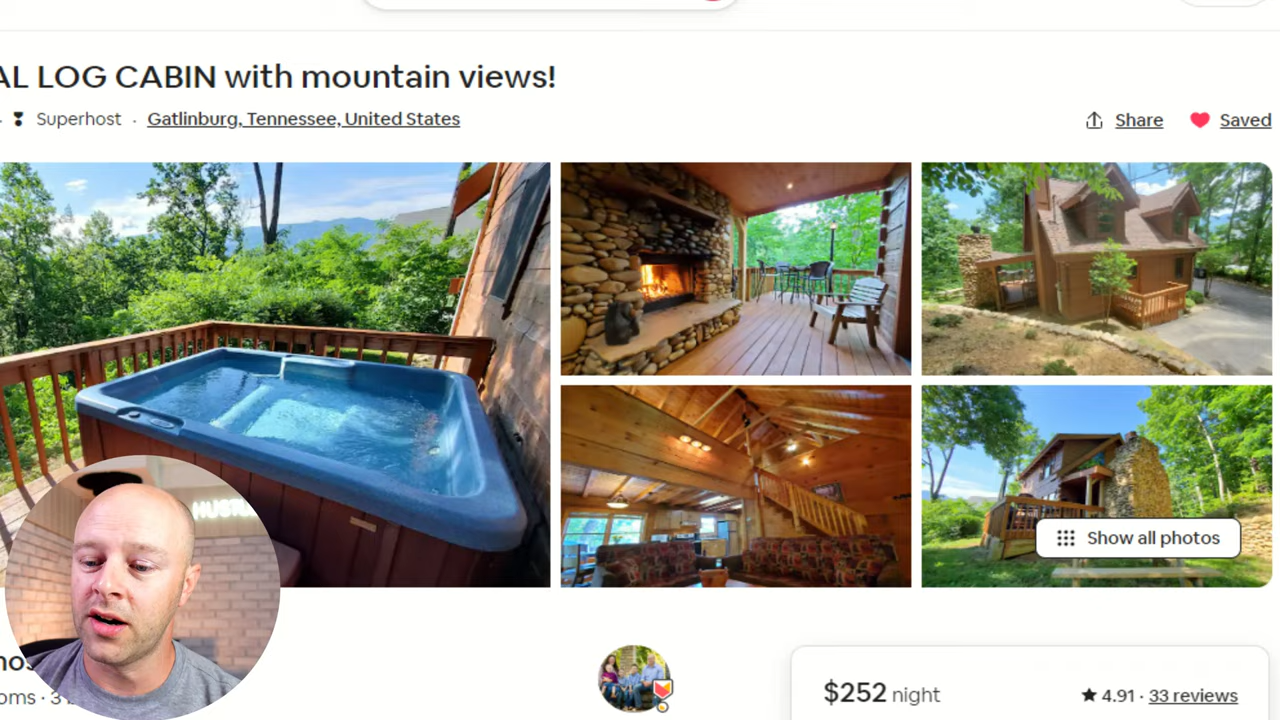 LOG CABIN with mountain views!
Superhost · Gatlinburg, Tennessee, United States
Share
Saved
Show all photos
$252 night
★ 4.91 · 33 reviews